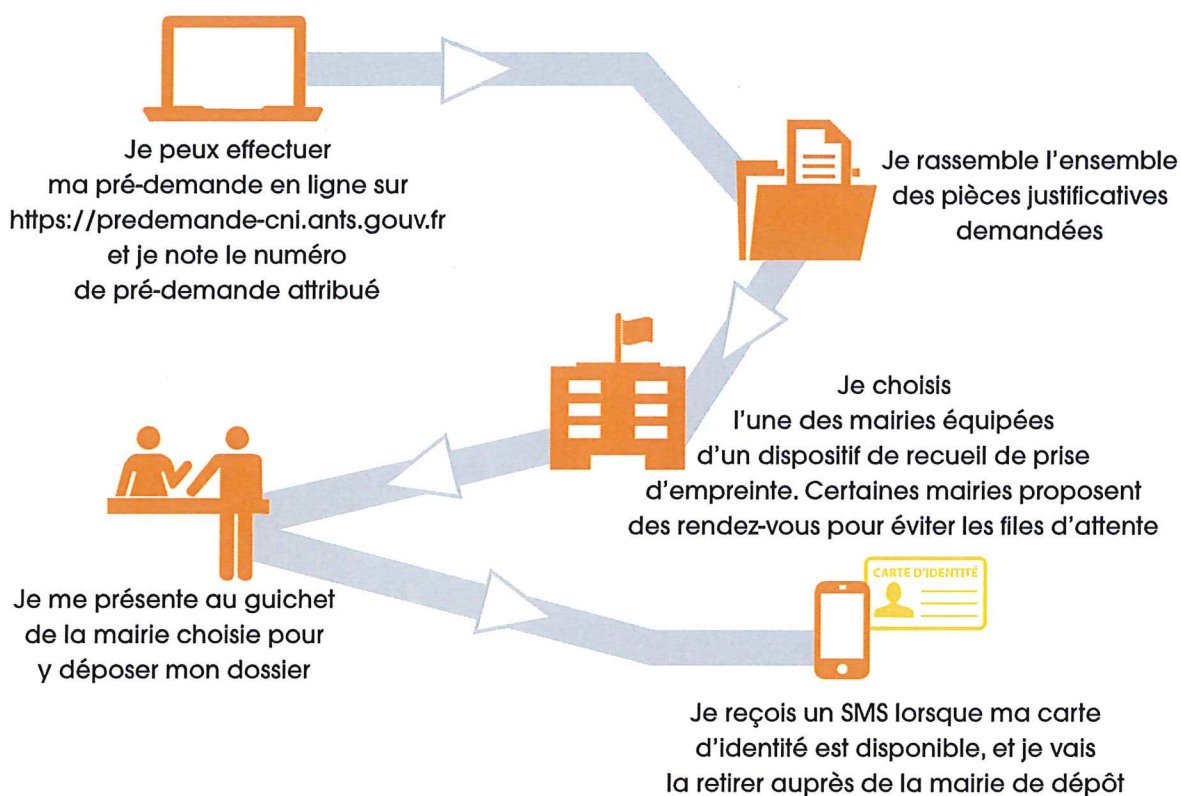 Je peux effectuer
ma pré-demande en ligne sur
https://predemande-cni.ants.gouv.fr
et je note le numéro
de pré-demande attribué
Je rassemble l'ensemble
des pièces justificatives
demandées
Je choisis
l'une des mairies équipées
d'un dispositif de recueil de prise
d'empreinte. Certaines mairies proposent
des rendez-vous pour éviter les files d'attente
Je me présente au guichet
de la mairie choisie pour
y déposer mon dossier
CARTE D'IDENTITÉ
Je reçois un SMS lorsque ma carte
d'identité est disponible, et je vais
la retirer auprès de la mairie de dépôt